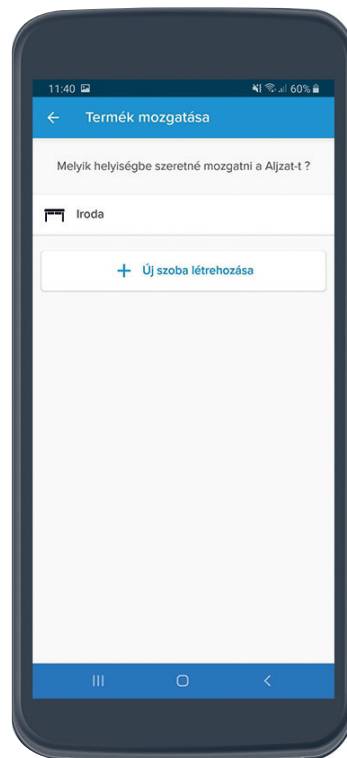 11:40 60%
Termék mozgatása
Melyik helyiségbe szeretné mozgatni a Aljzat-t ?
Iroda
+ Új szoba létrehozása